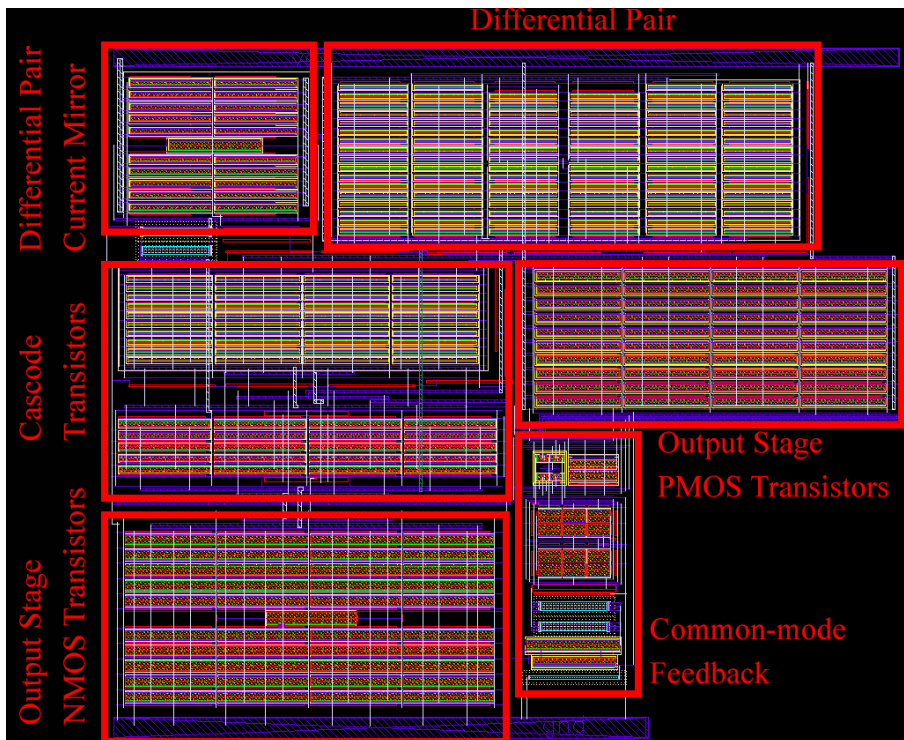 Differential Pair
Differential Pair
Current Mirror
Cascode
Transistors
Output Stage
PMOS Transistors
Output Stage
NMOS Transistors
Common-mode
Feedback